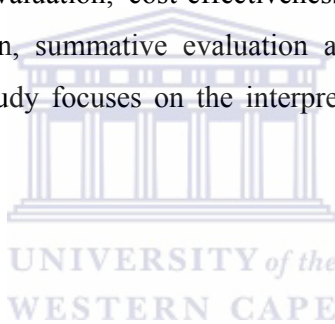 evaluation, cost-effectiveness
n, summative evaluation a
udy focuses on the interpre
UNIVERSITY of the
WESTERN CAPE